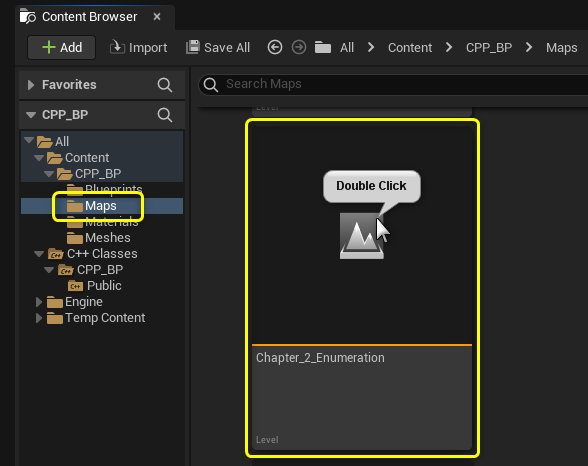 Content Browser ×
+ Add Import Save All All > Content > CPP_BP > Maps
Favorites
Search Maps
Level
CPP_BP
All
Content
CPP_BP
Blueprints
Maps
Materials
Meshes
C++ Classes
CPP_BP
Public
Engine
Temp Content
Double Click
Chapter_2_Enumeration
Level